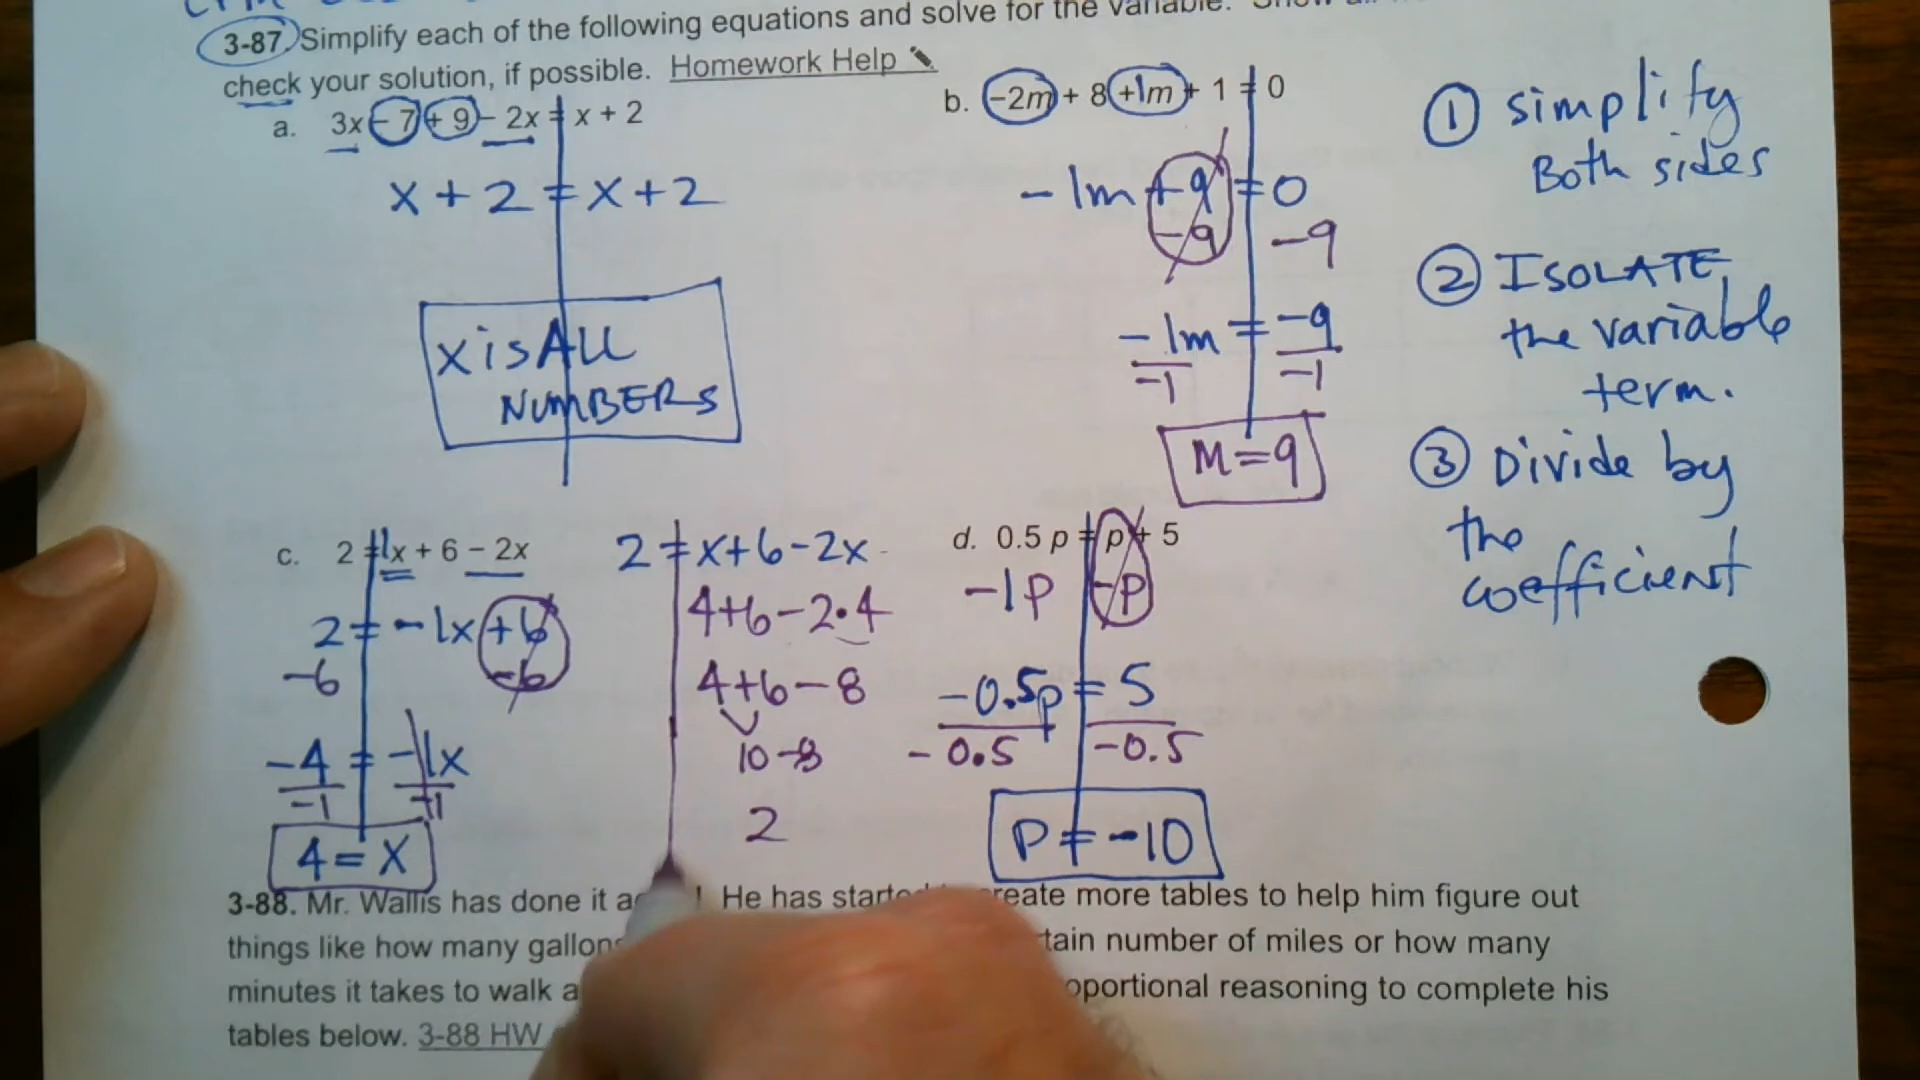 3-87. Simplify each of the following equations and solve for the variable.
check your solution, if possible. Homework Help
a. 3x - 7 + 9 - 2x = x + 2
x + 2 = x + 2
x is ALL
NUMBERS
b. -2m + 8 + 1m + 1 = 0
-1m + 9 = 0
-9 -9
-1m = -9
-1 -1
M = 9
① simplify
Both sides
② ISOLATE
the variable
term.
③ Divide by
the
coefficient
c. 2 = 1x + 6 - 2x
2 = -1x + 6
-6 -6
-4 = -1x
-1 -1
4 = X
2 = x + 6 - 2x
4 + 6 - 2 • 4
4 + 6 - 8
10 - 8
2
d. 0.5 p = p + 5
-1p -p
-0.5p = 5
-0.5 -0.5
P = -10
3-88. Mr. Wallis has done it He has create more tables to help him figure out
things like how many number of miles or how many
minutes it takes to walk reasoning to complete his
tables below. 3-88 HW